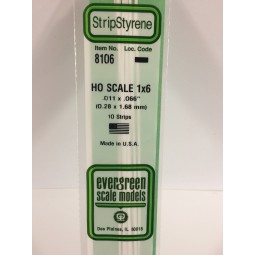 StripStyrene
Item No. Loc. Code
8106
HO SCALE 1x6
.011 x .066"
(0.28 x 1.68 mm)
10 Strips
Made in U.S.A
evergreen
scale models
Des Plaines, IL 60018